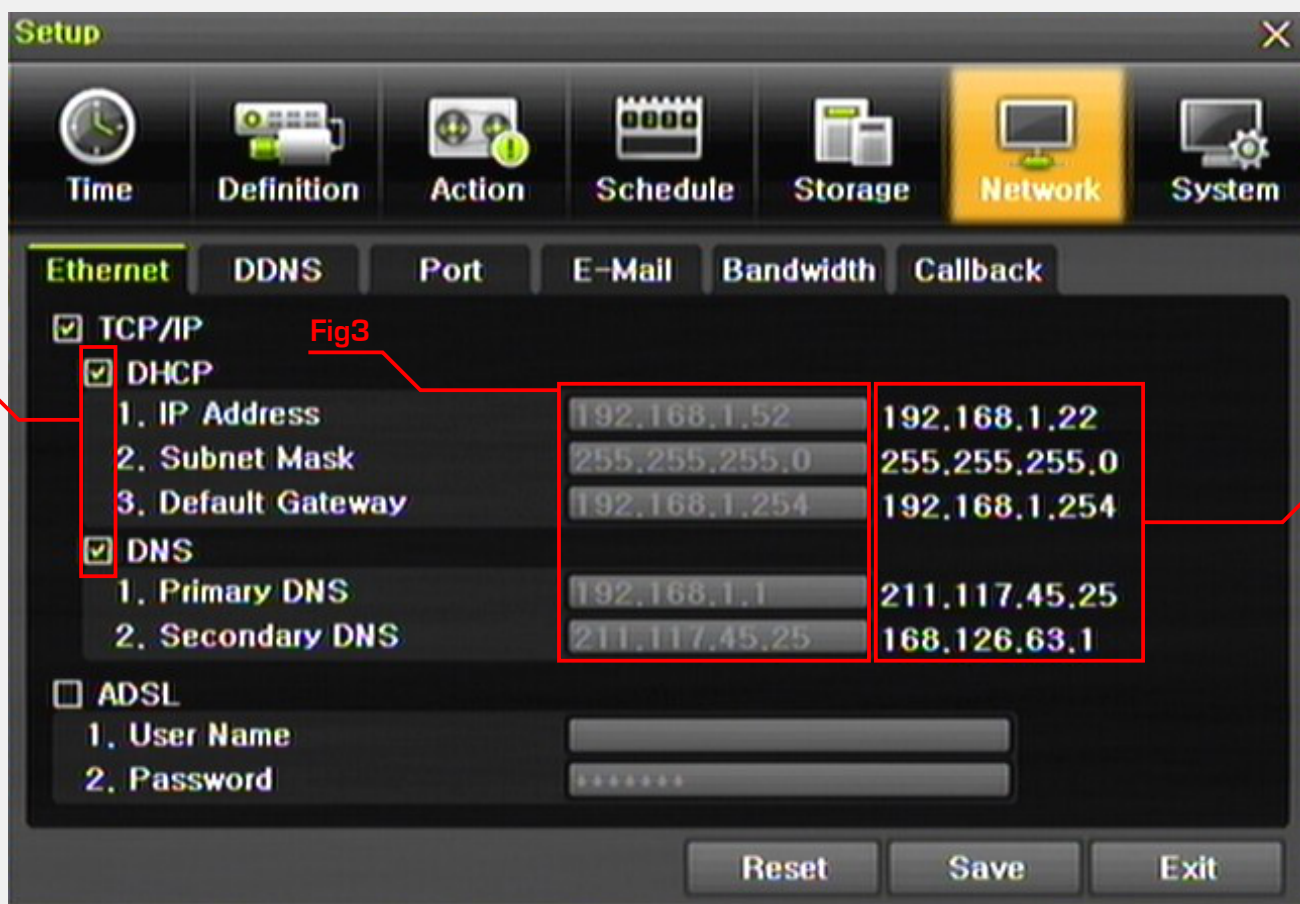 Setup
Time Definition Action Schedule Storage Network System
Ethernet DDNS Port E-Mail Bandwidth Callback
TCP/IP
Fig3
DHCP
1. IP Address 192.168.1.52 192.168.1.22
2. Subnet Mask 255.255.255.0 255.255.255.0
3. Default Gateway 192.168.1.254 192.168.1.254
DNS
1. Primary DNS 192.168.1.1 211.117.45.25
2. Secondary DNS 211.117.45.25 168.126.63.1
ADSL
1. User Name
2. Password *******
Reset Save Exit